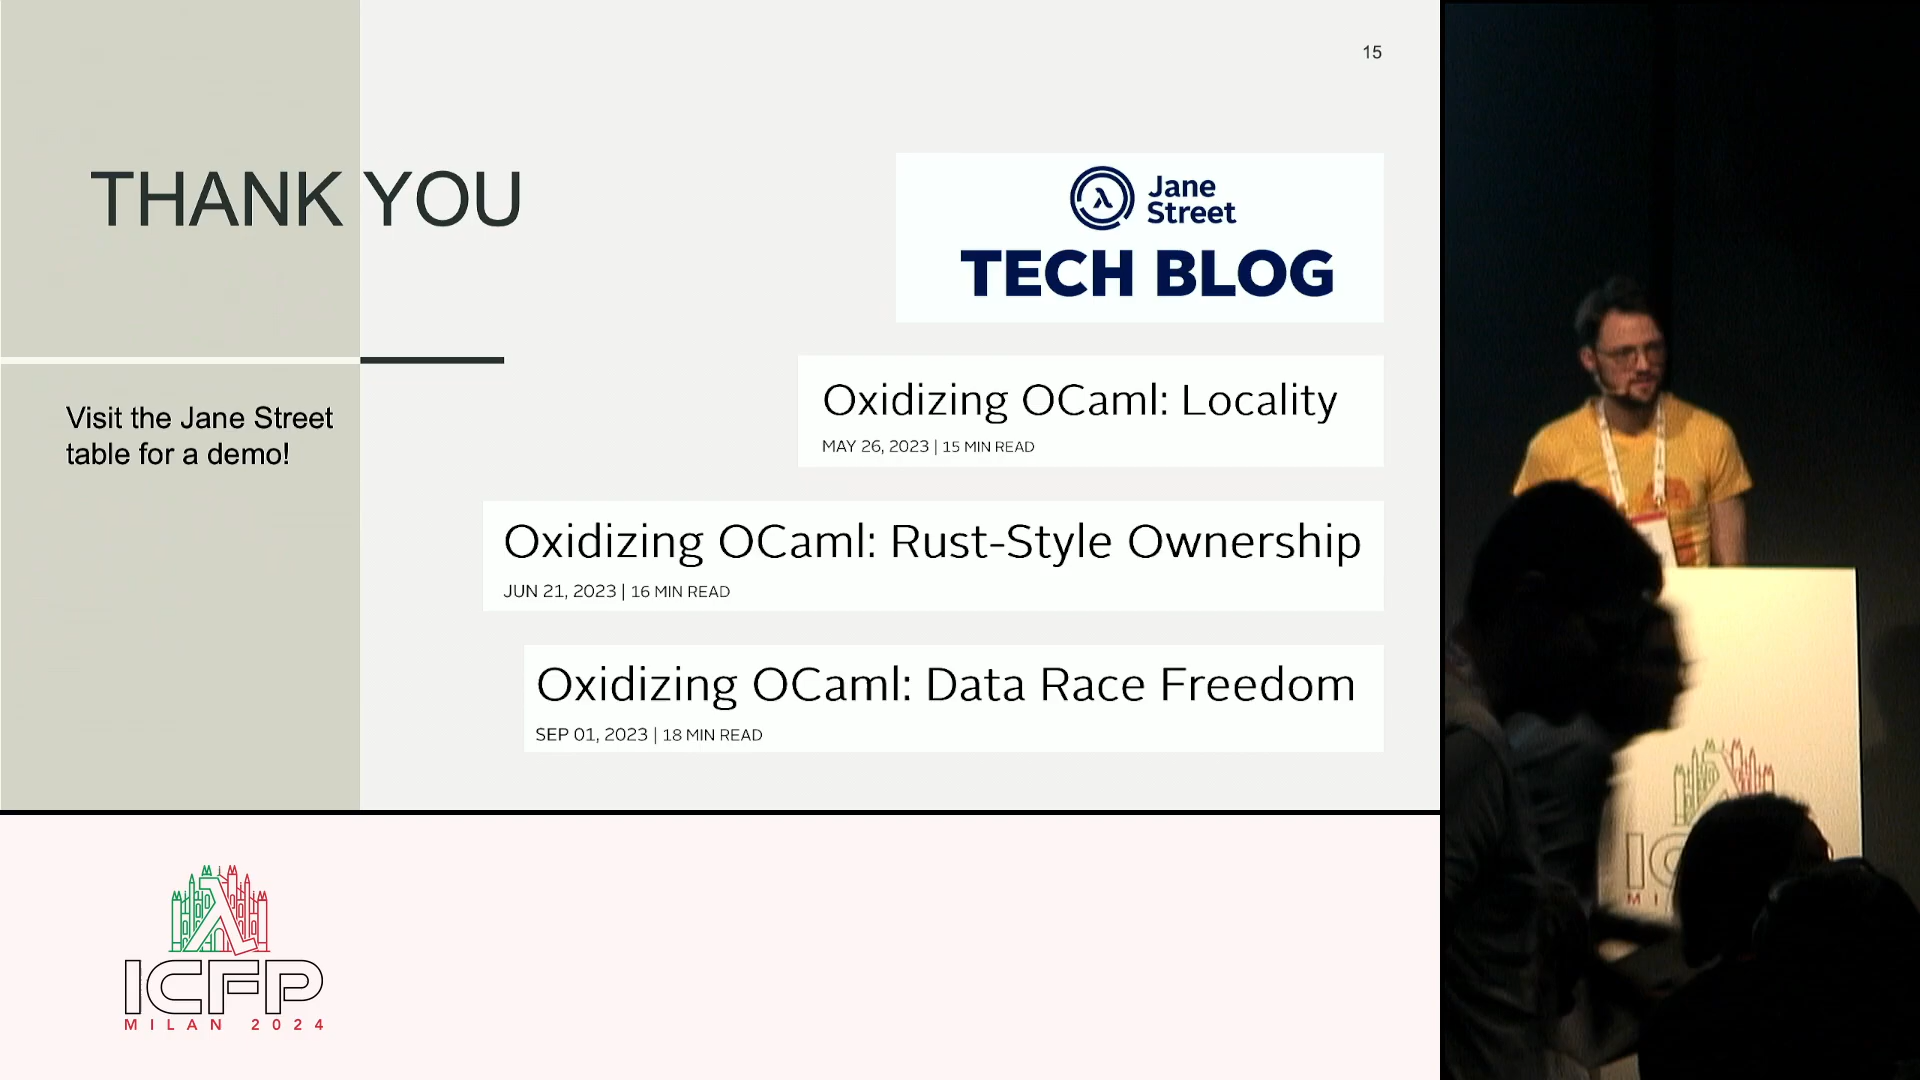 15
THANK YOU
Jane
Street
TECH BLOG
Visit the Jane Street
table for a demo!
Oxidizing OCaml: Locality
MAY 26, 2023 | 15 MIN READ
Oxidizing OCaml: Rust-Style Ownership
JUN 21, 2023 | 16 MIN READ
Oxidizing OCaml: Data Race Freedom
SEP 01, 2023 | 18 MIN READ
ICFP
MILAN 2024